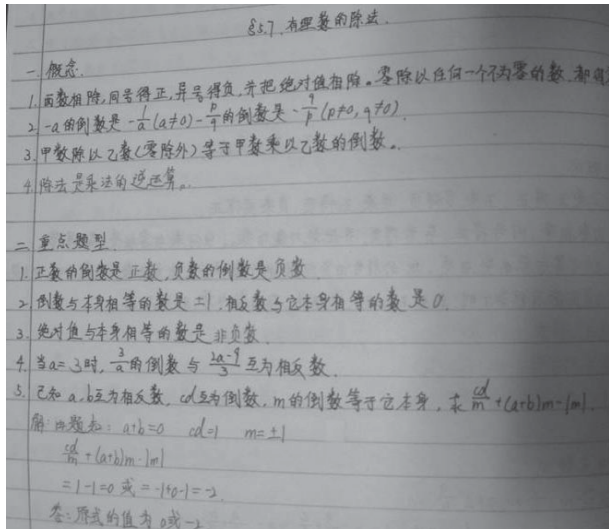 §5.7. 有理数的除法.
一. 概念.
1. 两数相除,同号得正,异号得负,并把绝对值相除。零除以任何一个不为零的数,都得
2. -a的倒数是 -1/a (a≠0) -p/q的倒数是 -q/p (p≠0, q≠0).
3. 甲数除以乙数(零除外)等于甲数乘以乙数的倒数。
4. 除法是乘法的逆运算。
二. 重点题型.
1. 正数的倒数是正数,负数的倒数是负数
2. 倒数与本身相等的数是±1,相反数与它本身相等的数是0.
3. 绝对值与本身相等的数是非负数.
4. 当a=3时, 3/a的倒数与 (2a-9)/3 互为相反数.
5. 已知a,b互为相反数, cd互为倒数, m的倒数等于它本身, 求 cd/m +(a+b)m-|m|.
解:由题知: a+b=0 cd=1 m=±1
cd/m +(a+b)m-|m|
=1-1=0 或 =-1+0-1=-2.
答:原式的值为0或-2